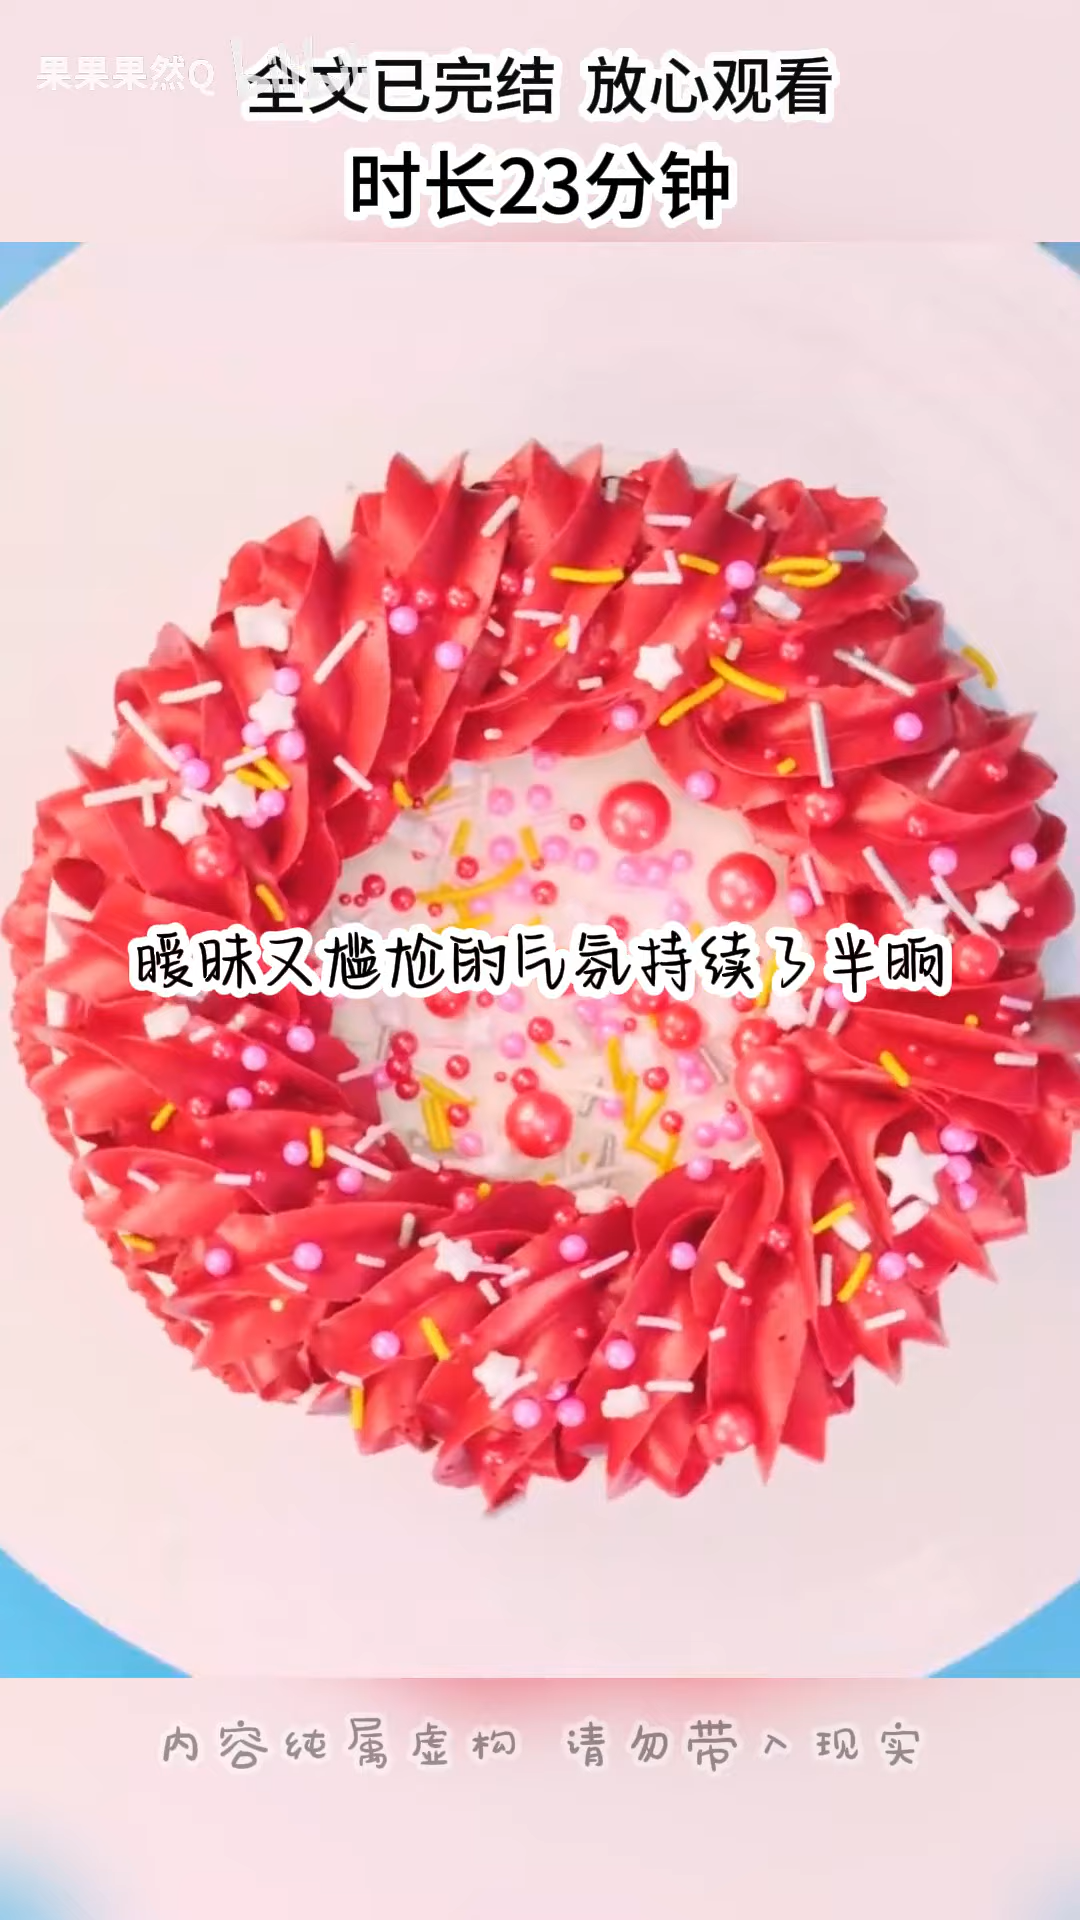 果果果然Q
全文已完结 放心观看
时长23分钟
暧昧又尴尬的气氛持续了半晌
内容纯属虚构 请勿带入现实